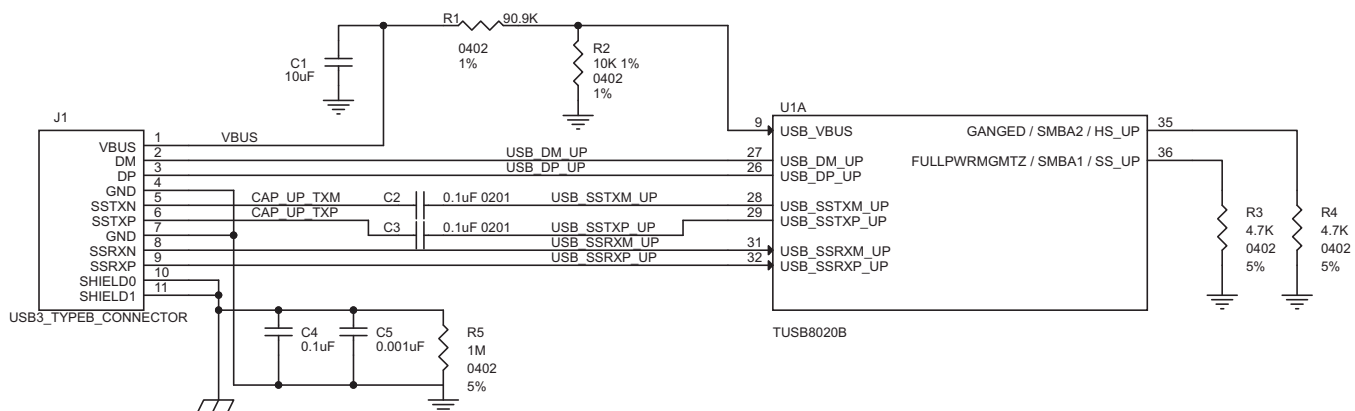 R1 90.9K
0402
1%
C1
10uF
R2
10K 1%
0402
1%
J1
VBUS 1 VBUS
DM 2 USB_DM_UP
DP 3 USB_DP_UP
GND 4
SSTXN 5 CAP_UP_TXM C2 0.1uF 0201 USB_SSTXM_UP
SSTXP 6 CAP_UP_TXP
GND 7 C3 0.1uF 0201 USB_SSTXP_UP
SSRXN 8 USB_SSRXM_UP
SSRXP 9 USB_SSRXP_UP
SHIELD0 10
SHIELD1 11
USB3_TYPEB_CONNECTOR
U1A
9 USB_VBUS GANGED / SMBA2 / HS_UP 35
27 USB_DM_UP FULLPWRMGMTZ / SMBA1 / SS_UP 36
26 USB_DP_UP
28 USB_SSTXM_UP
29 USB_SSTXP_UP
31 USB_SSRXM_UP
32 USB_SSRXP_UP
TUSB8020B
R3
4.7K
0402
5%
R4
4.7K
0402
5%
C4
0.1uF
C5
0.001uF
R5
1M
0402
5%